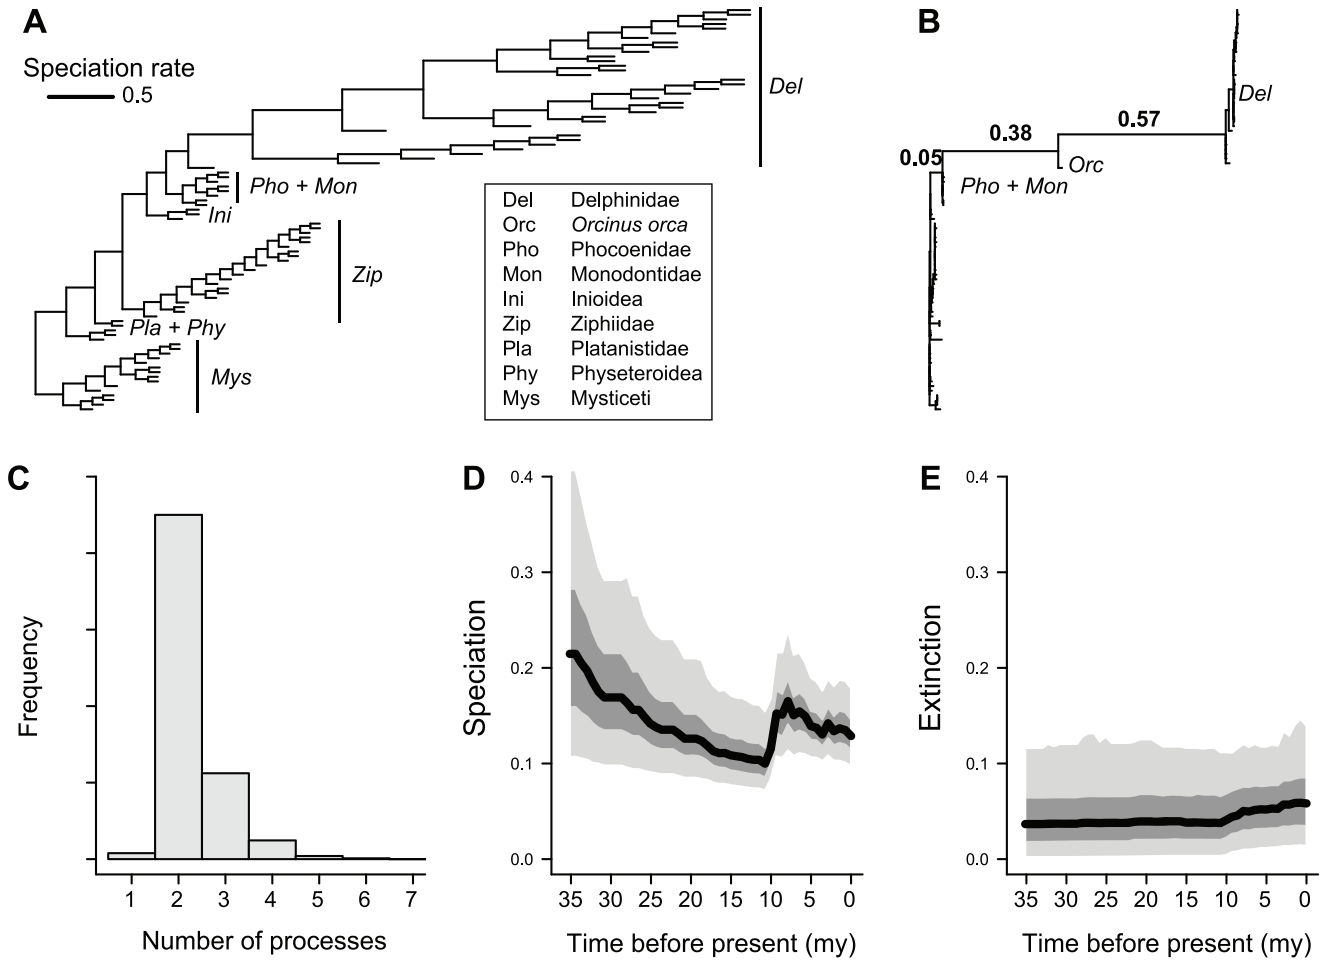 A
Speciation rate
0.5
Del
Pho + Mon
Ini
Zip
Pla + Phy
Mys
Del Delphinidae
Orc Orcinus orca
Pho Phocoenidae
Mon Monodontidae
Ini Inioidea
Zip Ziphiidae
Pla Platanistidae
Phy Physeteroidea
Mys Mysticeti
B
Del
0.57
0.38
0.05
Orc
Pho + Mon
C
Frequency
1 2 3 4 5 6 7
Number of processes
D
Speciation
0.4
0.3
0.2
0.1
0.0
35 30 25 20 15 10 5 0
Time before present (my)
E
Extinction
0.4
0.3
0.2
0.1
0.0
35 30 25 20 15 10 5 0
Time before present (my)